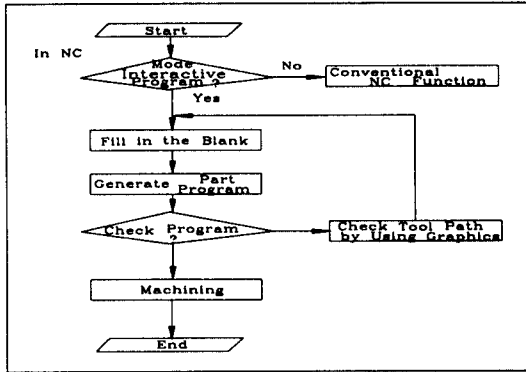 Start
In NC
Mode
Interactive
Program ?
No
Conventional
NC Function
Yes
Fill in the Blank
Generate Part
Program
Check Program
?
Check Tool Path
by Using Graphics
Machining
End